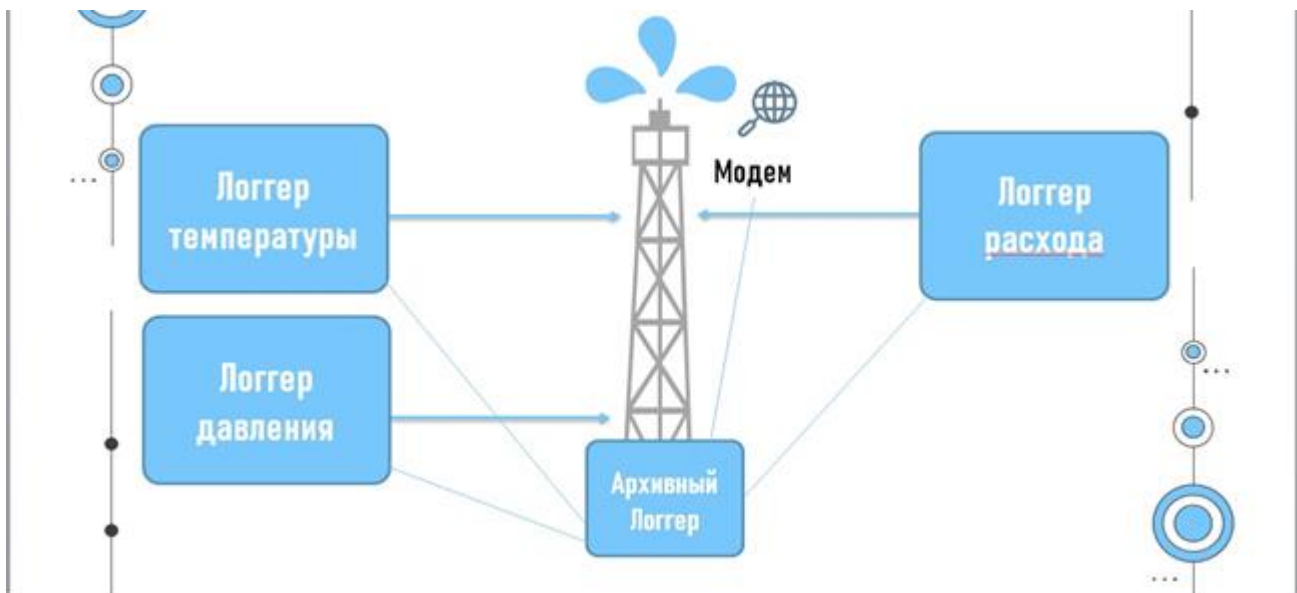 Логгер
температуры
Модем
Логгер
расхода
Логгер
давления
Архивный
Логгер